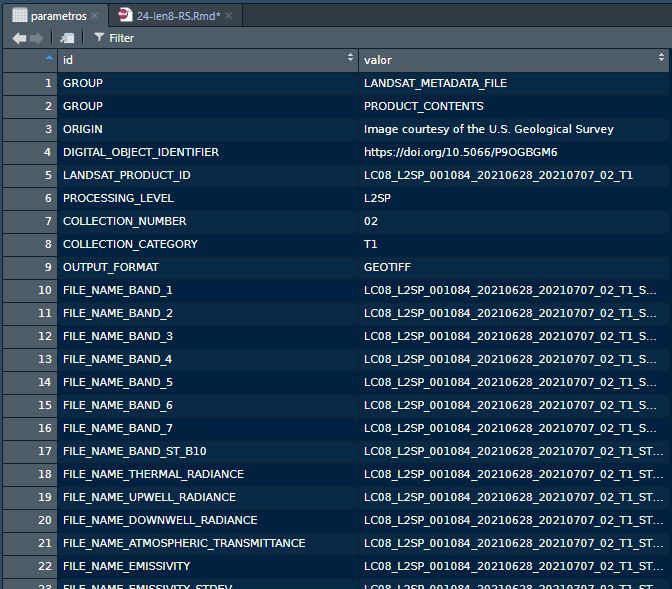 parametros
24-len8-RS.Rmd*
Filter
id valor
1 GROUP LANDSAT_METADATA_FILE
2 GROUP PRODUCT_CONTENTS
3 ORIGIN Image courtesy of the U.S. Geological Survey
4 DIGITAL_OBJECT_IDENTIFIER https://doi.org/10.5066/P9OGBGM6
5 LANDSAT_PRODUCT_ID LC08_L2SP_001084_20210628_20210707_02_T1
6 PROCESSING_LEVEL L2SP
7 COLLECTION_NUMBER 02
8 COLLECTION_CATEGORY T1
9 OUTPUT_FORMAT GEOTIFF
10 FILE_NAME_BAND_1 LC08_L2SP_001084_20210628_20210707_02_T1_S...
11 FILE_NAME_BAND_2 LC08_L2SP_001084_20210628_20210707_02_T1_S...
12 FILE_NAME_BAND_3 LC08_L2SP_001084_20210628_20210707_02_T1_S...
13 FILE_NAME_BAND_4 LC08_L2SP_001084_20210628_20210707_02_T1_S...
14 FILE_NAME_BAND_5 LC08_L2SP_001084_20210628_20210707_02_T1_S...
15 FILE_NAME_BAND_6 LC08_L2SP_001084_20210628_20210707_02_T1_S...
16 FILE_NAME_BAND_7 LC08_L2SP_001084_20210628_20210707_02_T1_S...
17 FILE_NAME_BAND_ST_B10 LC08_L2SP_001084_20210628_20210707_02_T1_ST...
18 FILE_NAME_THERMAL_RADIANCE LC08_L2SP_001084_20210628_20210707_02_T1_ST...
19 FILE_NAME_UPWELL_RADIANCE LC08_L2SP_001084_20210628_20210707_02_T1_ST...
20 FILE_NAME_DOWNWELL_RADIANCE LC08_L2SP_001084_20210628_20210707_02_T1_ST...
21 FILE_NAME_ATMOSPHERIC_TRANSMITTANCE LC08_L2SP_001084_20210628_20210707_02_T1_ST...
22 FILE_NAME_EMISSIVITY LC08_L2SP_001084_20210628_20210707_02_T1_ST...
23 FILE_NAME_EMISSIVITY_STDEV LC08_L2SP_001084_20210628_20210707_02_T1_ST...